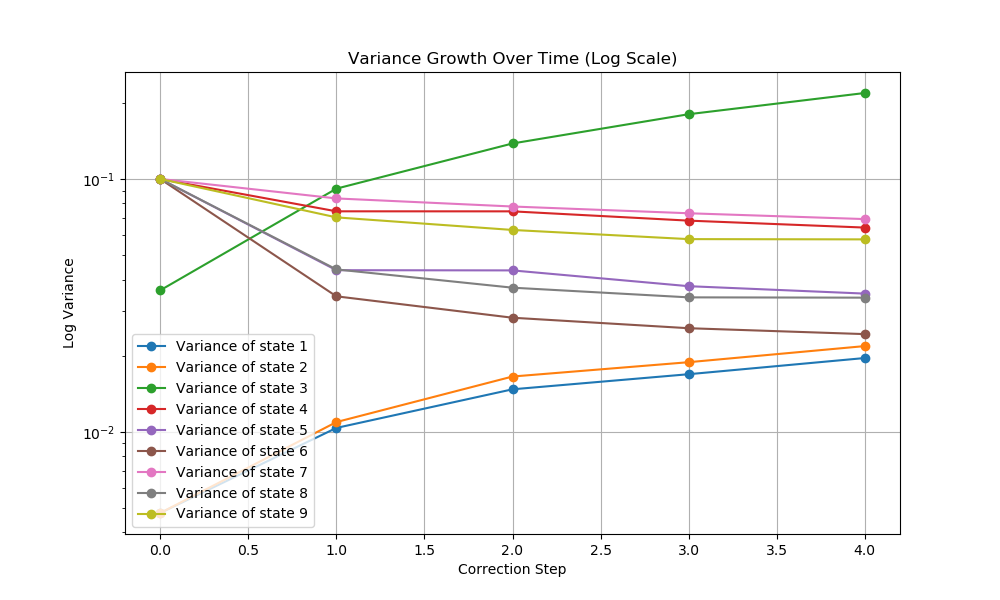 Variance Growth Over Time (Log Scale)
Log Variance
10⁻¹
10⁻²
Variance of state 1
Variance of state 2
Variance of state 3
Variance of state 4
Variance of state 5
Variance of state 6
Variance of state 7
Variance of state 8
Variance of state 9
0.0 0.5 1.0 1.5 2.0 2.5 3.0 3.5 4.0
Correction Step